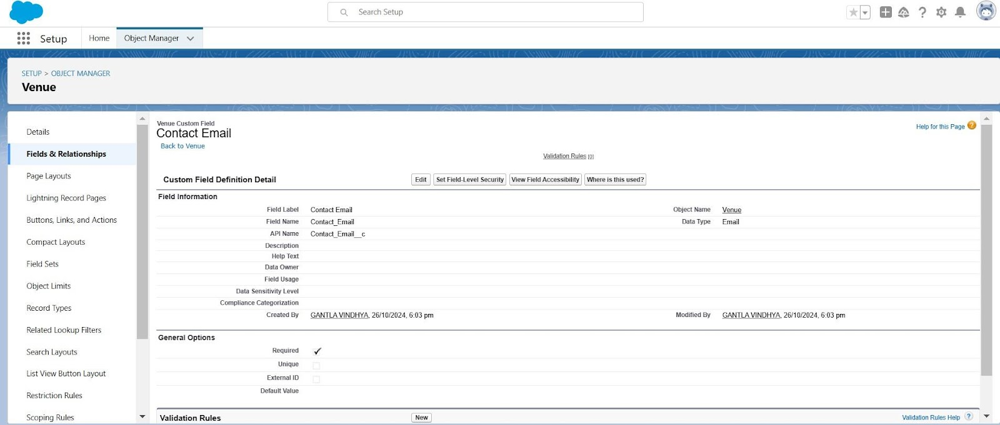 Search Setup
Setup
Home
Object Manager
SETUP > OBJECT MANAGER
Venue
Details
Fields & Relationships
Page Layouts
Lightning Record Pages
Buttons, Links, and Actions
Compact Layouts
Field Sets
Object Limits
Record Types
Related Lookup Filters
Search Layouts
List View Button Layout
Restriction Rules
Scoping Rules
Venue Custom Field
Contact Email
Back to Venue
Help for this Page
Validation Rules [0]
Custom Field Definition Detail
Edit
Set Field-Level Security
View Field Accessibility
Where is this used?
Field Information
Field Label Contact Email Object Name Venue
Field Name Contact_Email Data Type Email
API Name Contact_Email__c
Description
Help Text
Data Owner
Field Usage
Data Sensitivity Level
Compliance Categorization
Created By GANTLA VINDHYA, 26/10/2024, 6:03 pm Modified By GANTLA VINDHYA, 26/10/2024, 6:03 pm
General Options
Required
Unique
External ID
Default Value
Validation Rules New Validation Rules Help ?